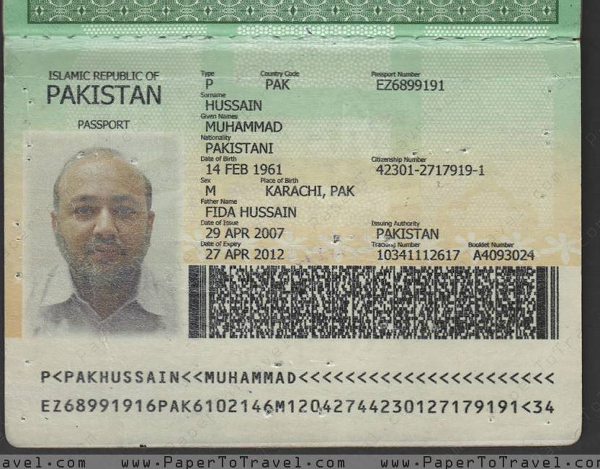 ISLAMIC REPUBLIC OF
PAKISTAN
PASSPORT
Type Country Code Passport Number
P PAK EZ6899191
Surname
HUSSAIN
Given Names
MUHAMMAD
Nationality
PAKISTANI
Date of Birth Citizenship Number
14 FEB 1961 42301-2717919-1
Sex Place of Birth
M KARACHI, PAK
Father Name
FIDA HUSSAIN
Date of Issue Issuing Authority
29 APR 2007 PAKISTAN
Date of Expiry Tracking Number Booklet Number
27 APR 2012 10341112617 A4093024
P<PAKHUSSAIN<<MUHAMMAD<<<<<<<<<<<<<<<<<<<<<<
EZ68991916PAK6102146M12042744230127179191<34
www.PaperToTravel.com www.PaperToTravel.com www.PaperToTravel.com